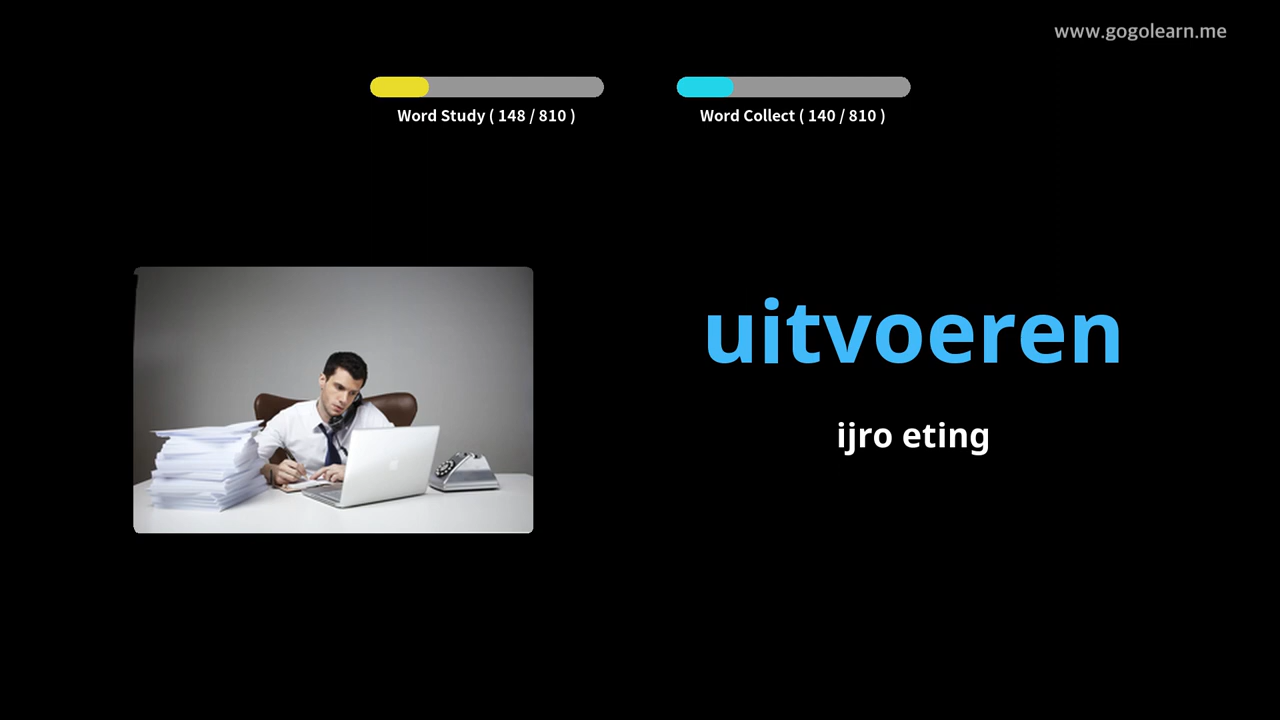 www.gogolearn.me
Word Study ( 148 / 810 )
Word Collect ( 140 / 810 )
uitvoeren
ijro eting